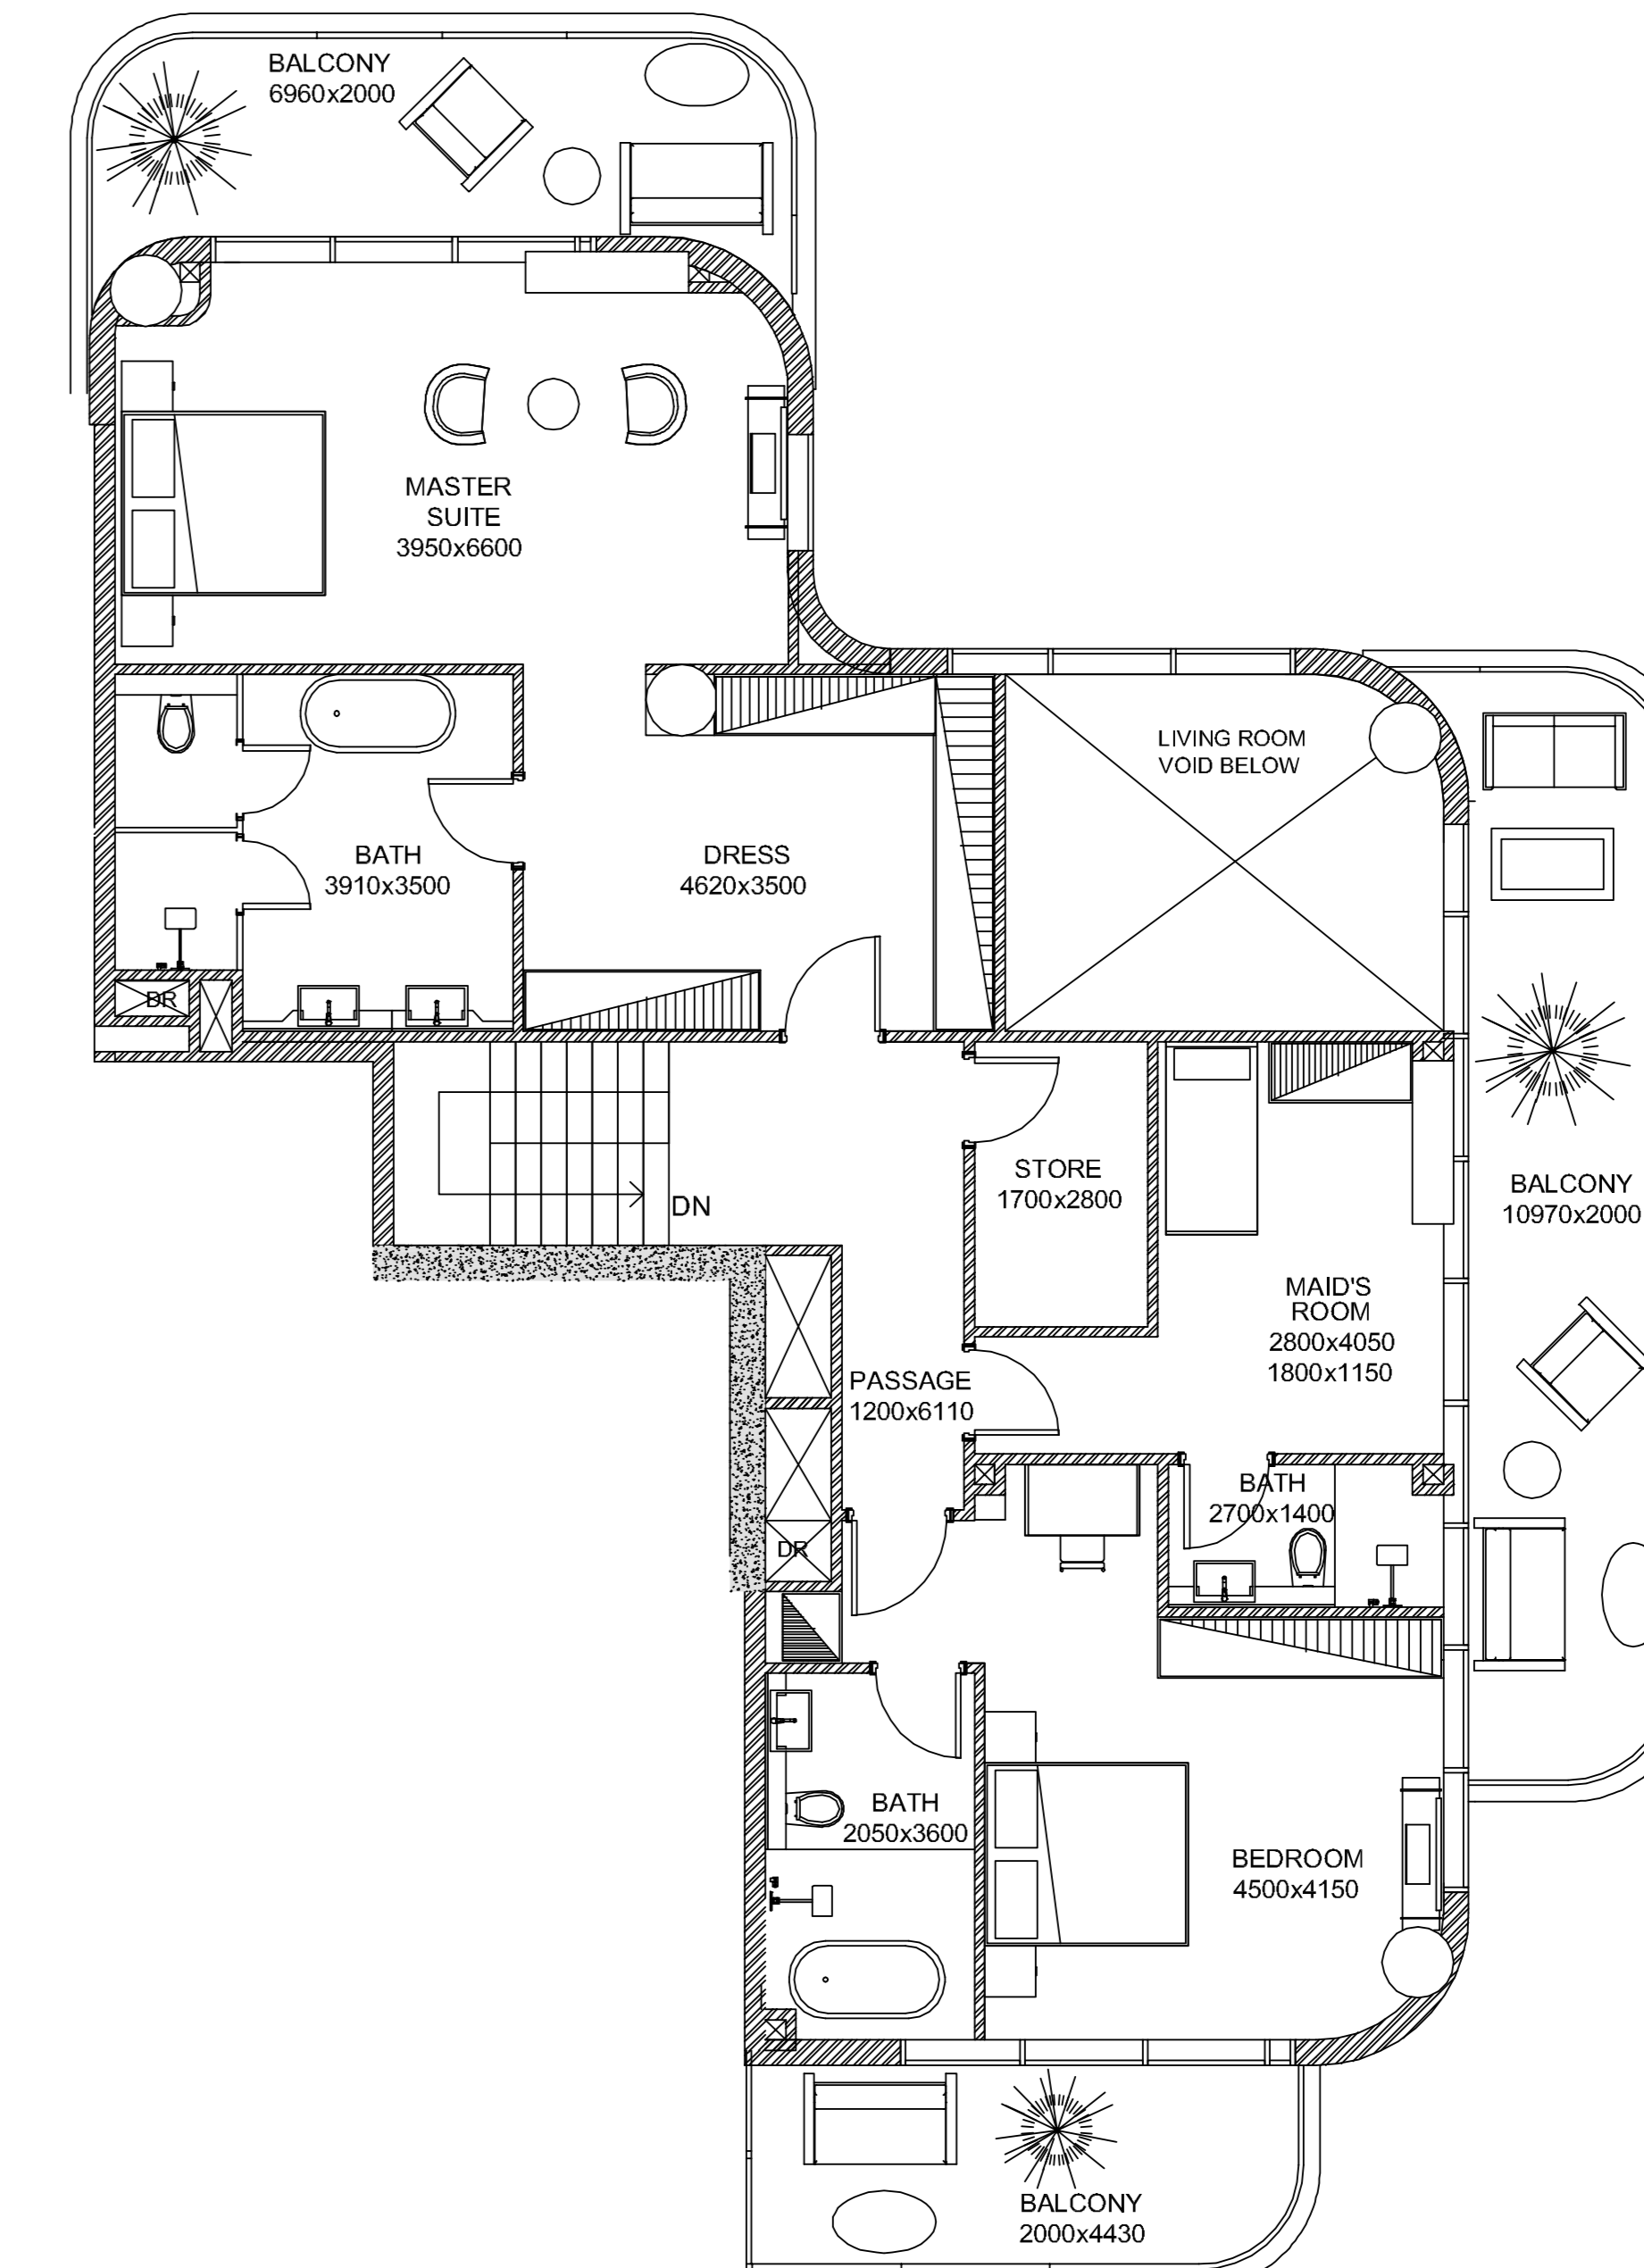 BALCONY
6960x2000
MASTER
SUITE
3950x6600
LIVING ROOM
VOID BELOW
BATH
3910x3500
DRESS
4620x3500
DR
STORE
1700x2800
DN
BALCONY
10970x2000
MAID'S
ROOM
2800x4050
1800x1150
PASSAGE
1200x6110
BATH
2700x1400
DR
BATH
2050x3600
BEDROOM
4500x4150
BALCONY
2000x4430